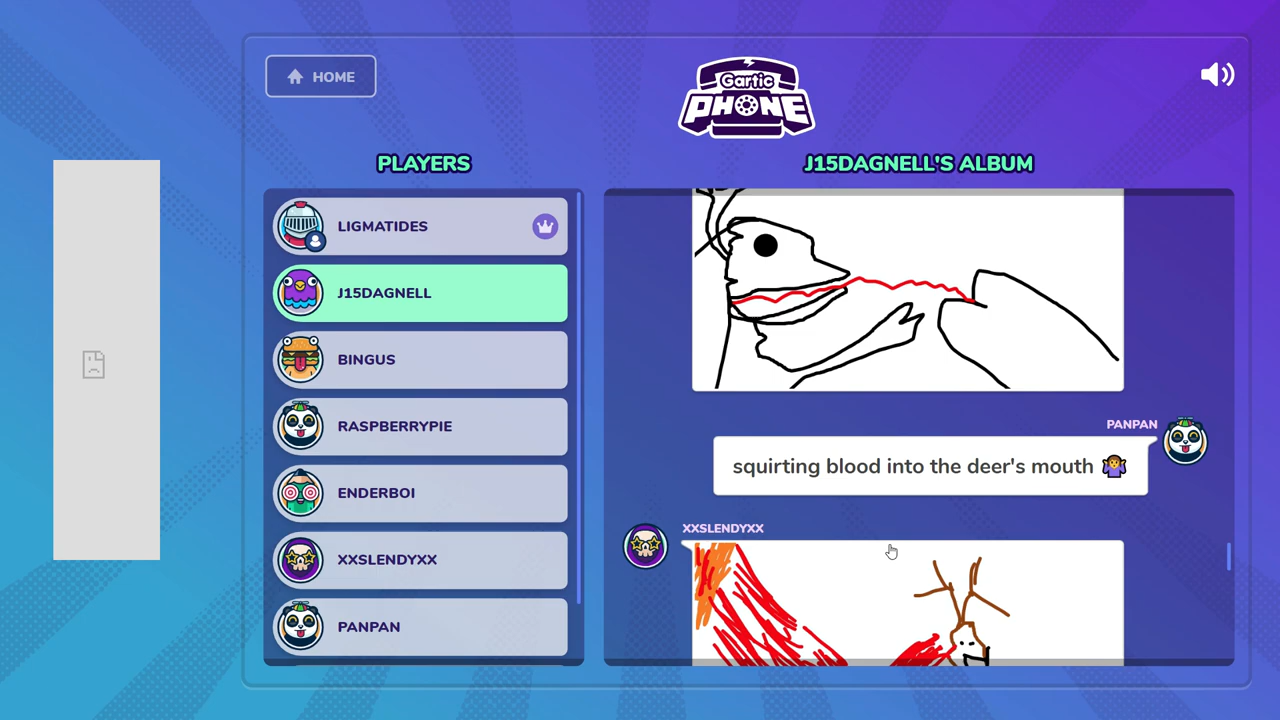 HOME
Gartic
PHONE
PLAYERS
J15DAGNELL'S ALBUM
LIGMATIDES
J15DAGNELL
BINGUS
RASPBERRYPIE
ENDERBOI
XXSLENDYXX
PANPAN
PANPAN
squirting blood into the deer's mouth 🤷‍♀️
XXSLENDYXX